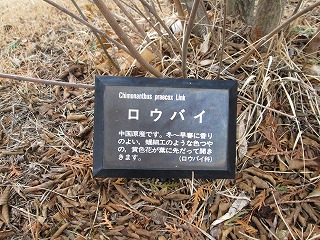 Chimonanthus praecox Link
ロウバイ
中国原産です。冬〜早春に香り
のよい、蝋細工のような色つや
の、黄色花が葉に先だって開き
きます。 (ロウバイ科)